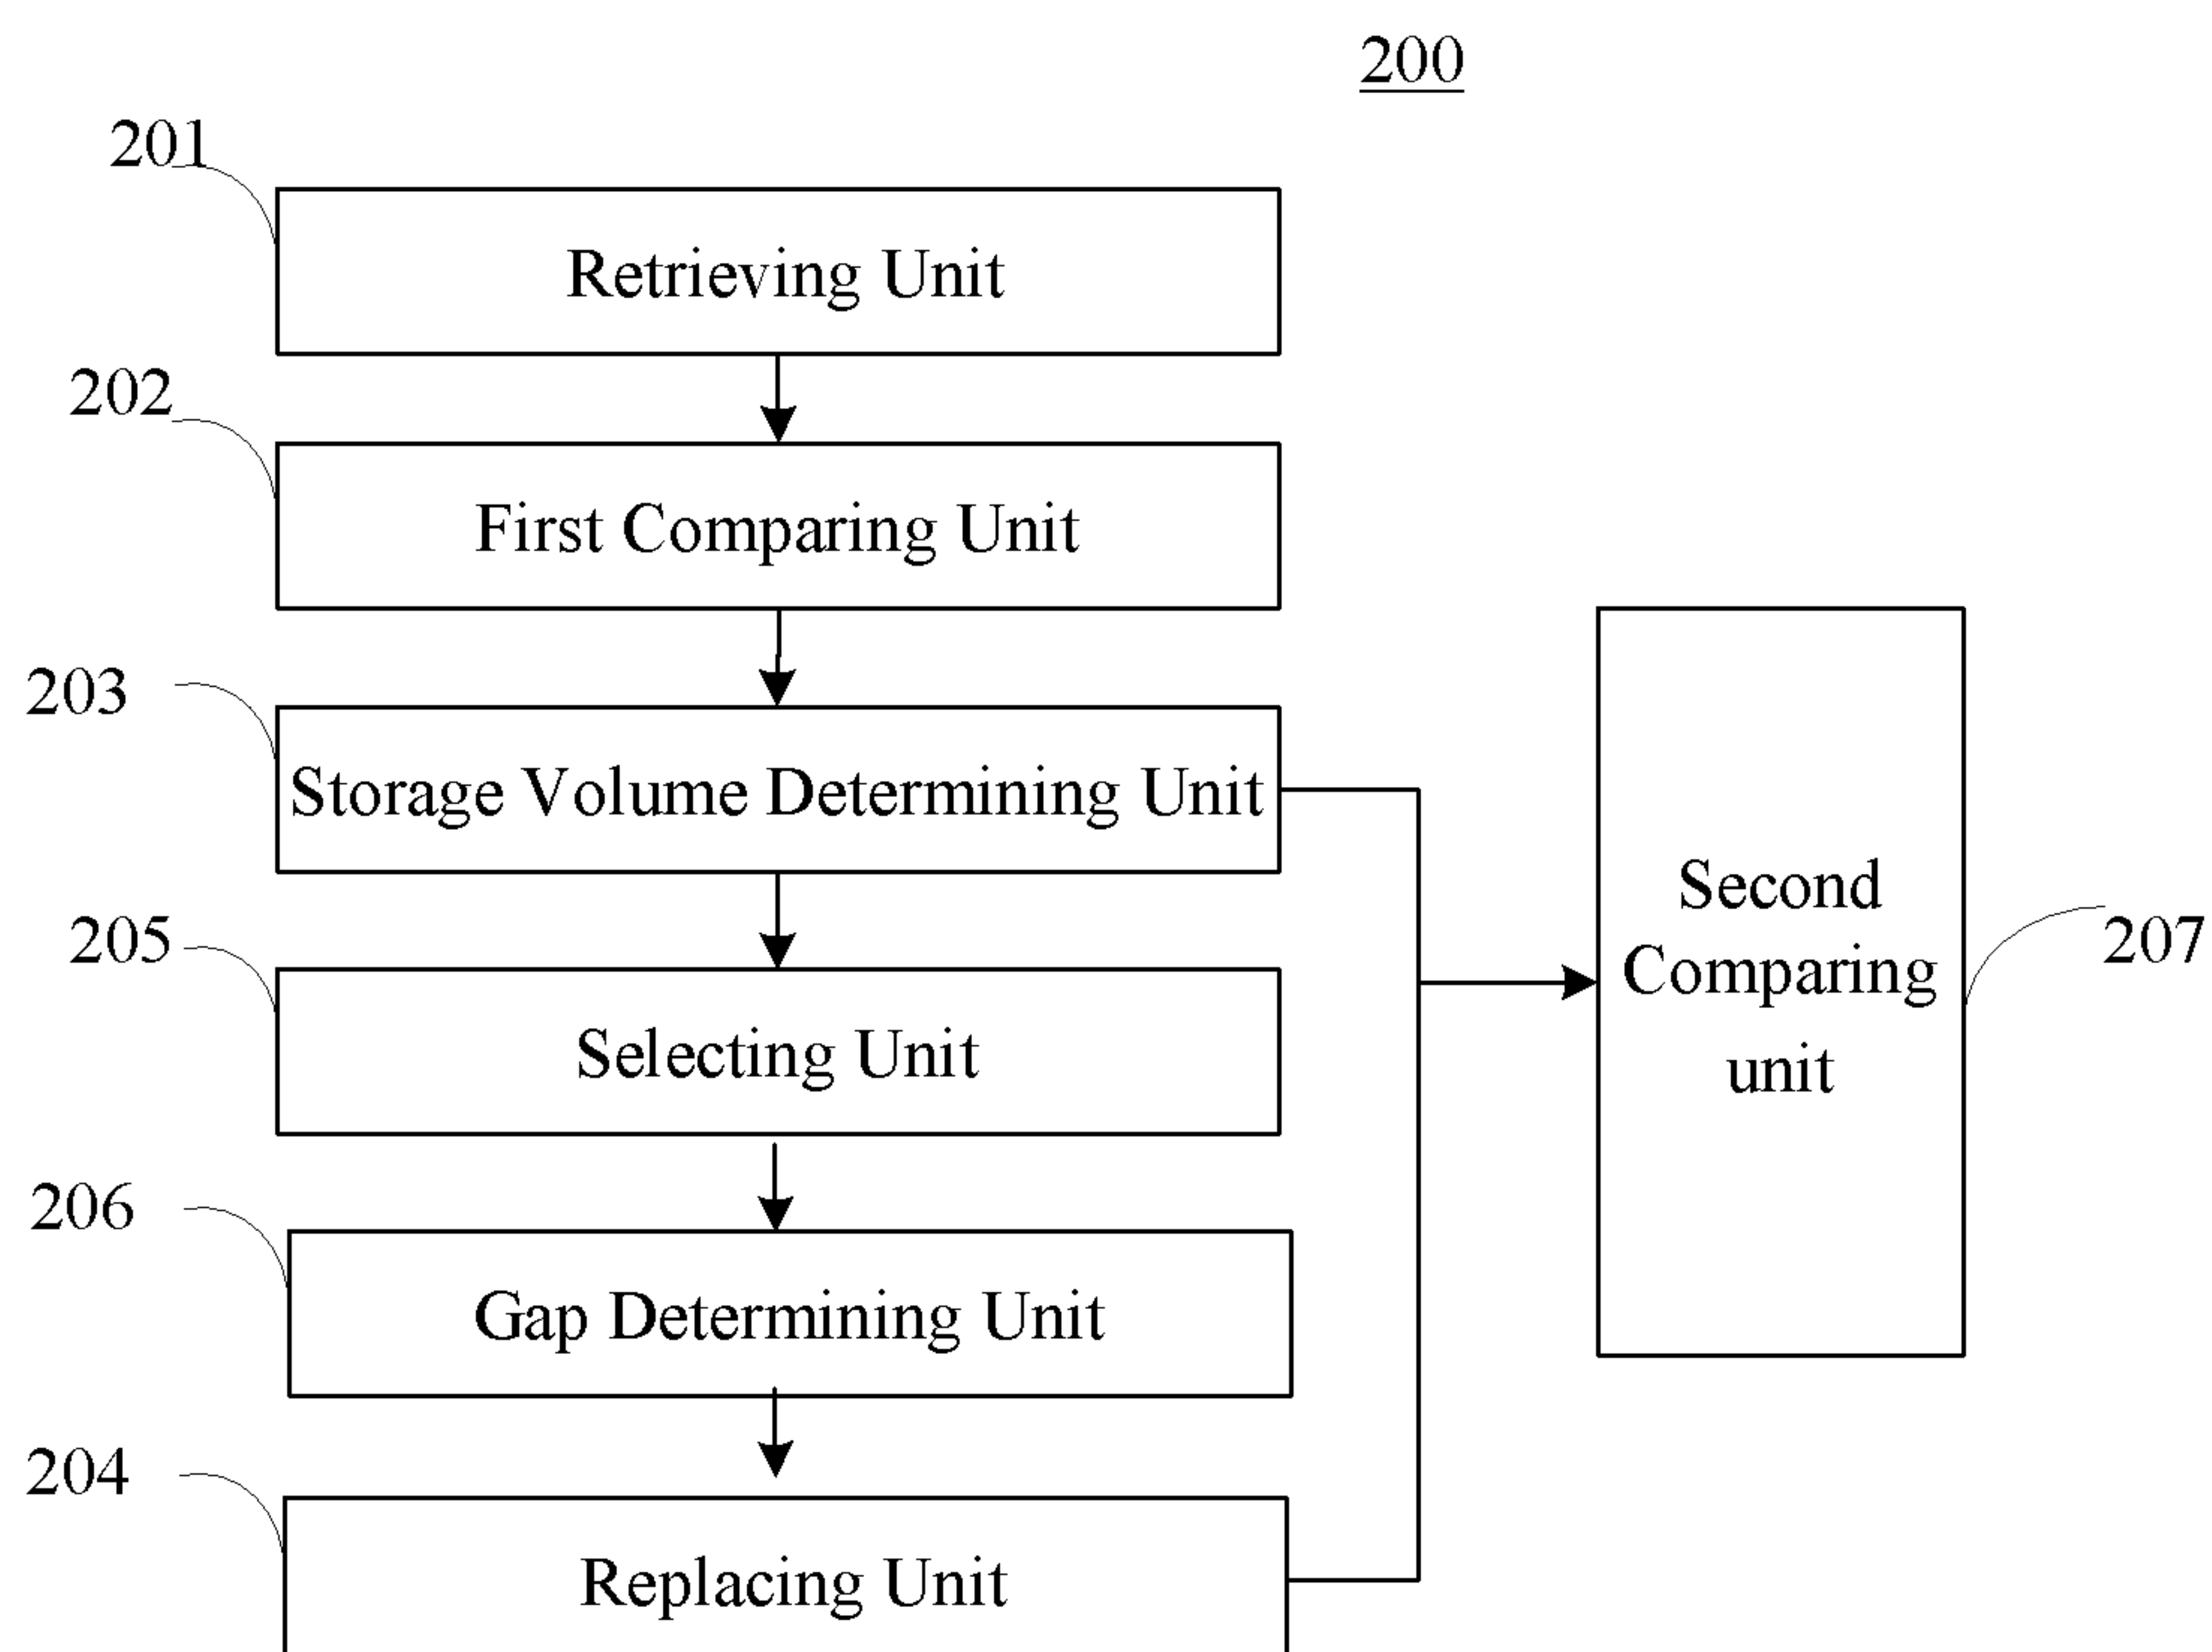 200
201
Retrieving Unit
202
First Comparing Unit
203
Storage Volume Determining Unit
205
Selecting Unit
206
Gap Determining Unit
204
Replacing Unit
Second
Comparing
unit
207